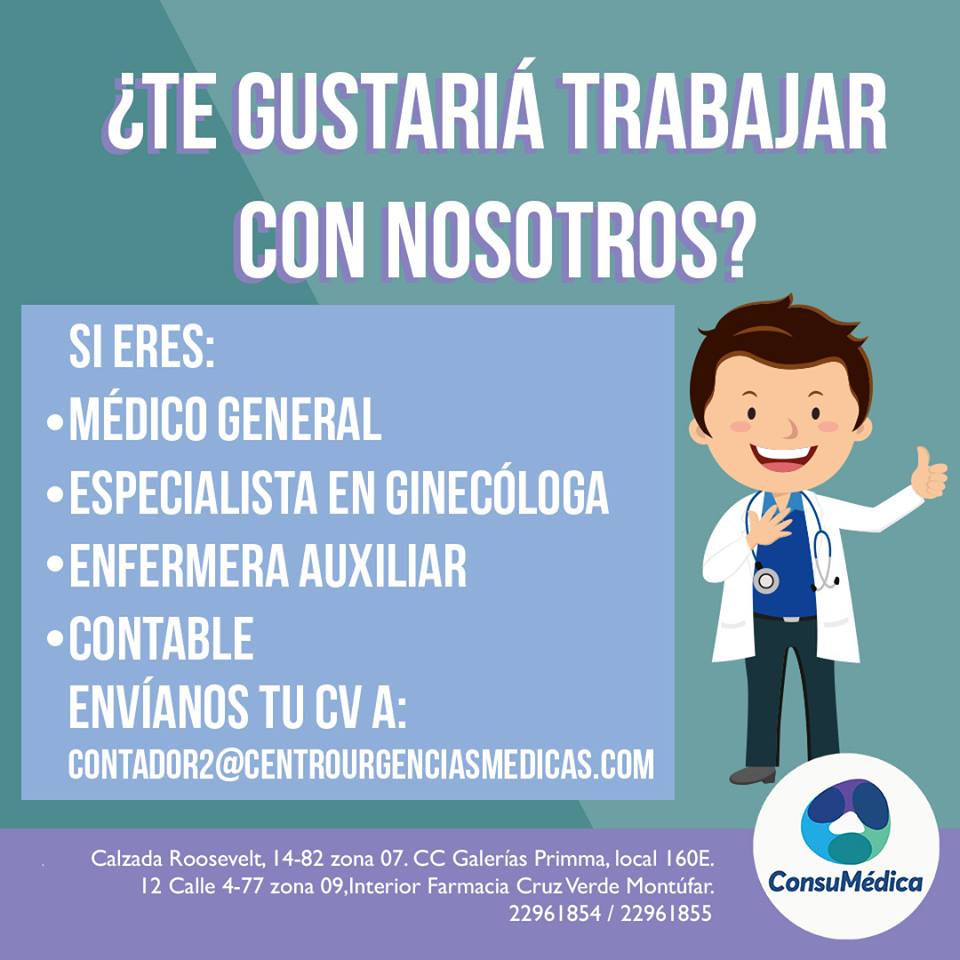 ¿TE GUSTARIÁ TRABAJAR
CON NOSOTROS?
SI ERES:
•MÉDICO GENERAL
•ESPECIALISTA EN GINECÓLOGA
•ENFERMERA AUXILIAR
•CONTABLE
ENVÍANOS TU CV A:
CONTADOR2@CENTROURGENCIASMEDICAS.COM
Calzada Roosevelt, 14-82 zona 07. CC Galerías Primma, local 160E.
12 Calle 4-77 zona 09,Interior Farmacia Cruz Verde Montúfar.
22961854 / 22961855
ConsuMédica